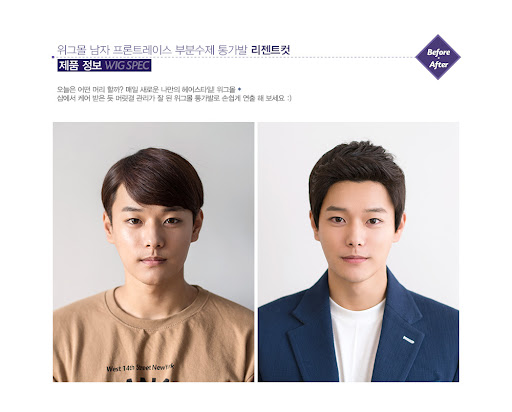 위그몰 남자 프론트레이스 부분수제 통가발 리젠트컷
제품 정보 WIG SPEC
Before
After
오늘은 어떤 머리 할까? 매일 새로운 나만의 헤어스타일! 위그몰
샵에서 케어 받은 듯 머릿결 관리가 잘 된 위그몰 통가발로 손쉽게 연출 해 보세요 :)
West 14th Street New York